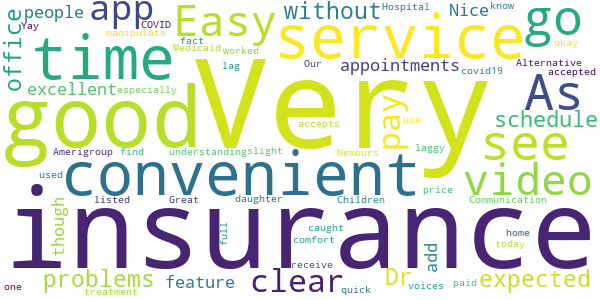 Yay
people
app
COVID
manipulate
Easy
Medicaid
fact
worked
without
Hospital
Nice
know
go
okay
office
time
service
lag
Our
appointments
covid19
Alternative
accepted
excellent
especially
good
Very
pay
As
schedule
accepts
use
Amerigroup
find
understanding
slight
Nemours
laggy
see
used
convenient
price
video
listed
Great
daughter
Children
Communication
insurance
though
full
caught
comfort
home
today
add
receive
problems
feature
clear
Dr
expected
one
treatment
quick
voices
paid